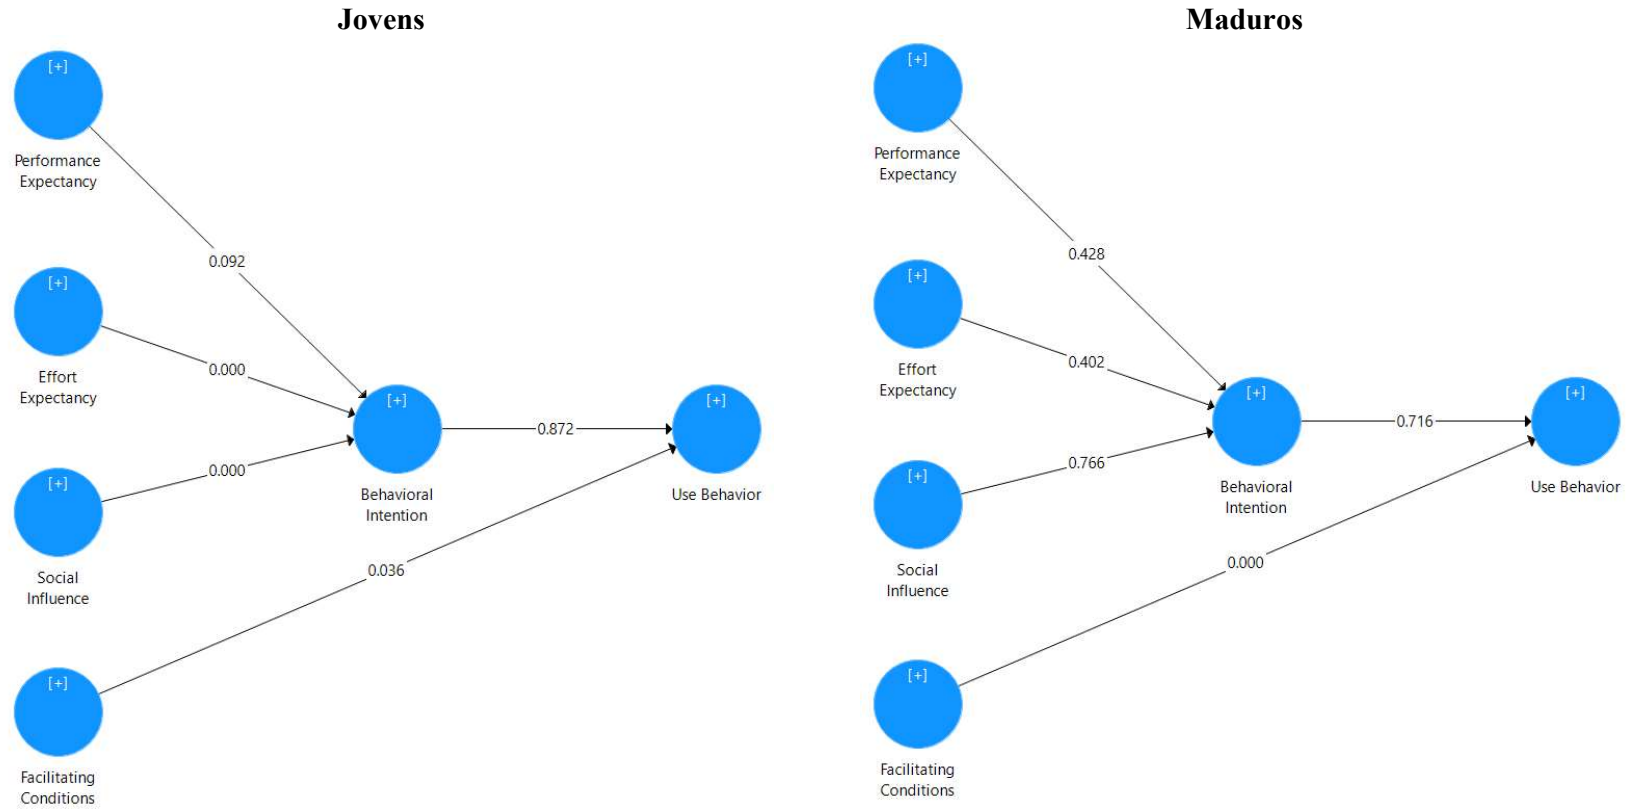 Jovens
[+]
Performance
Expectancy
0.092
[+]
Effort
Expectancy
0.000
[+]
Social
Influence
0.000
[+]
Behavioral
Intention
0.872
[+]
Use Behavior
0.036
[+]
Facilitating
Conditions
Maduros
[+]
Performance
Expectancy
0.428
[+]
Effort
Expectancy
0.402
[+]
Social
Influence
0.766
[+]
Behavioral
Intention
0.716
[+]
Use Behavior
0.000
[+]
Facilitating
Conditions